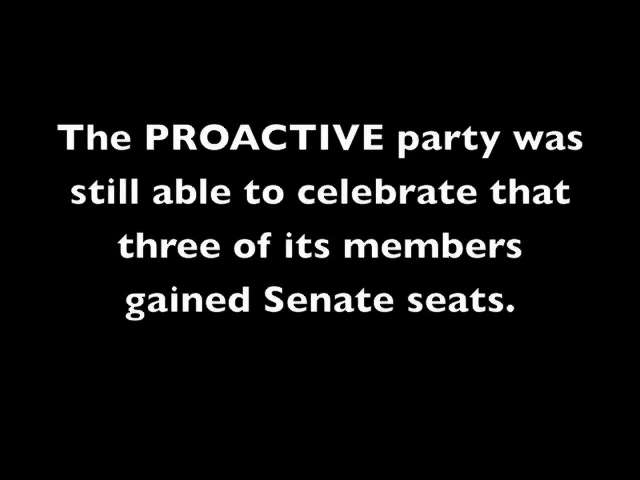 The PROACTIVE party was
still able to celebrate that
three of its members
gained Senate seats.